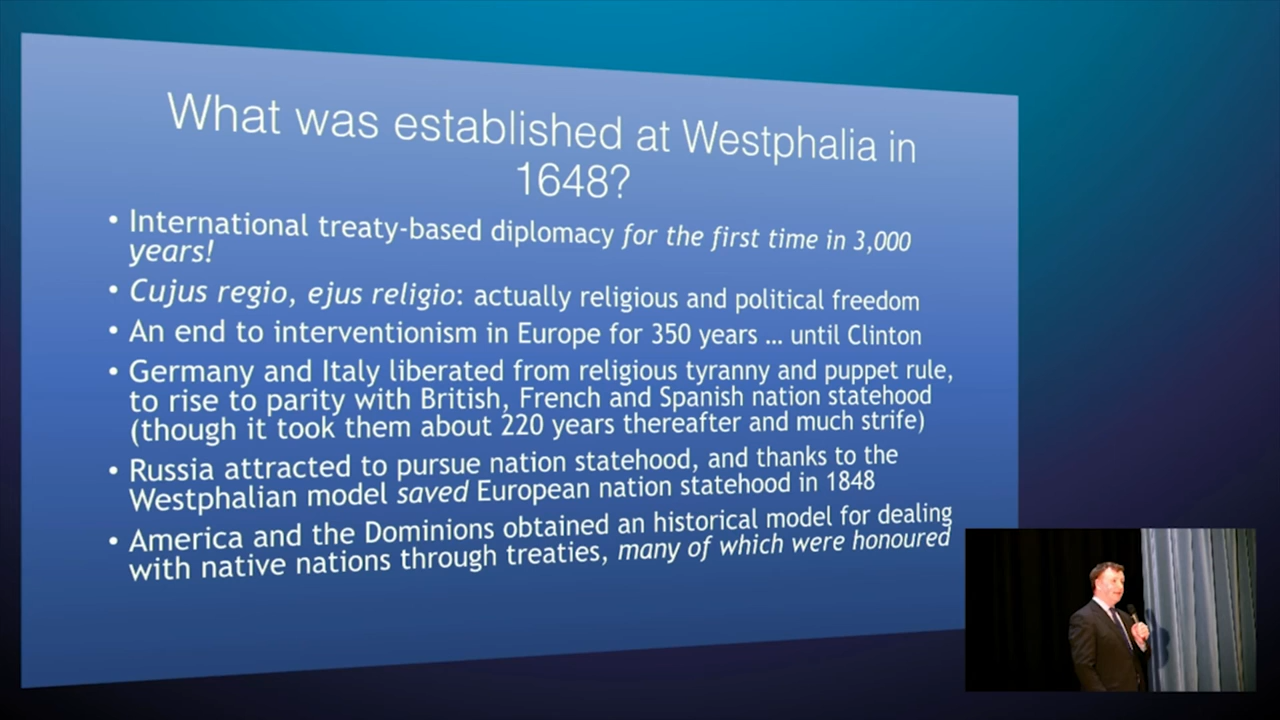 What was established at Westphalia in
1648?
• International treaty-based diplomacy for the first time in 3,000
years!
• Cujus regio, ejus religio: actually religious and political freedom
• An end to interventionism in Europe for 350 years ... until Clinton
• Germany and Italy liberated from religious tyranny and puppet rule,
to rise to parity with British, French and Spanish nation statehood
(though it took them about 220 years thereafter and much strife)
• Russia attracted to pursue nation statehood, and thanks to the
Westphalian model saved European nation statehood in 1848
• America and the Dominions obtained an historical model for dealing
with native nations through treaties, many of which were honoured